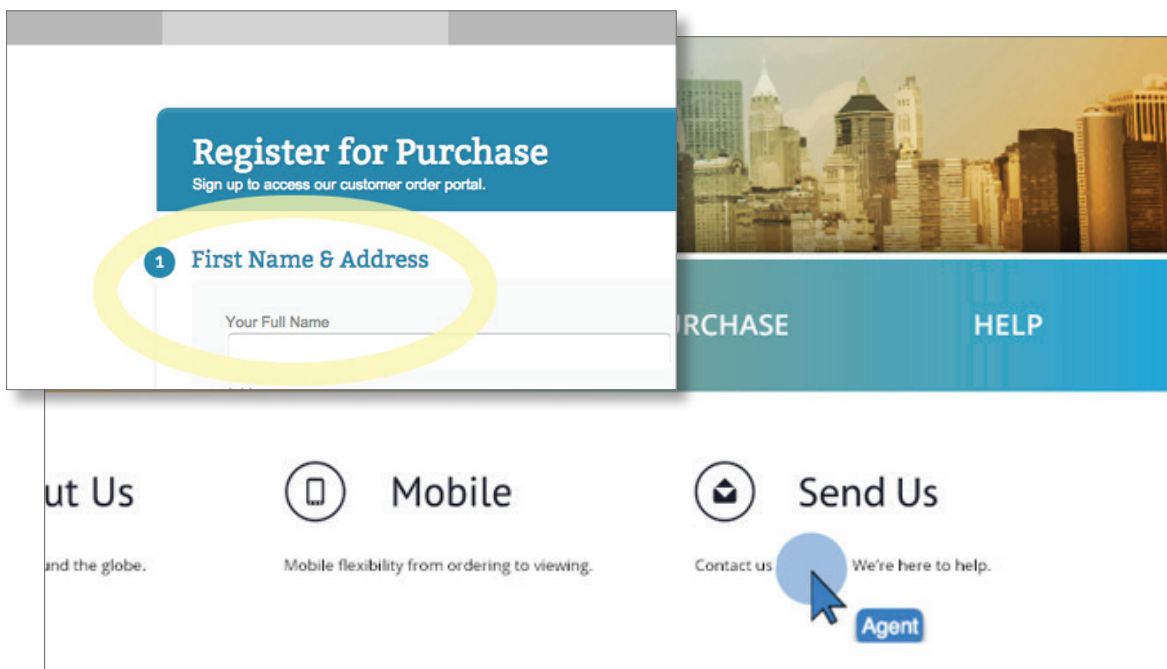 Register for Purchase
Sign up to access our customer order portal.
1 First Name & Address
Your Full Name
RCHASE HELP
ut Us Mobile Send Us
und the globe. Mobile flexibility from ordering to viewing. Contact us We're here to help.
Agent